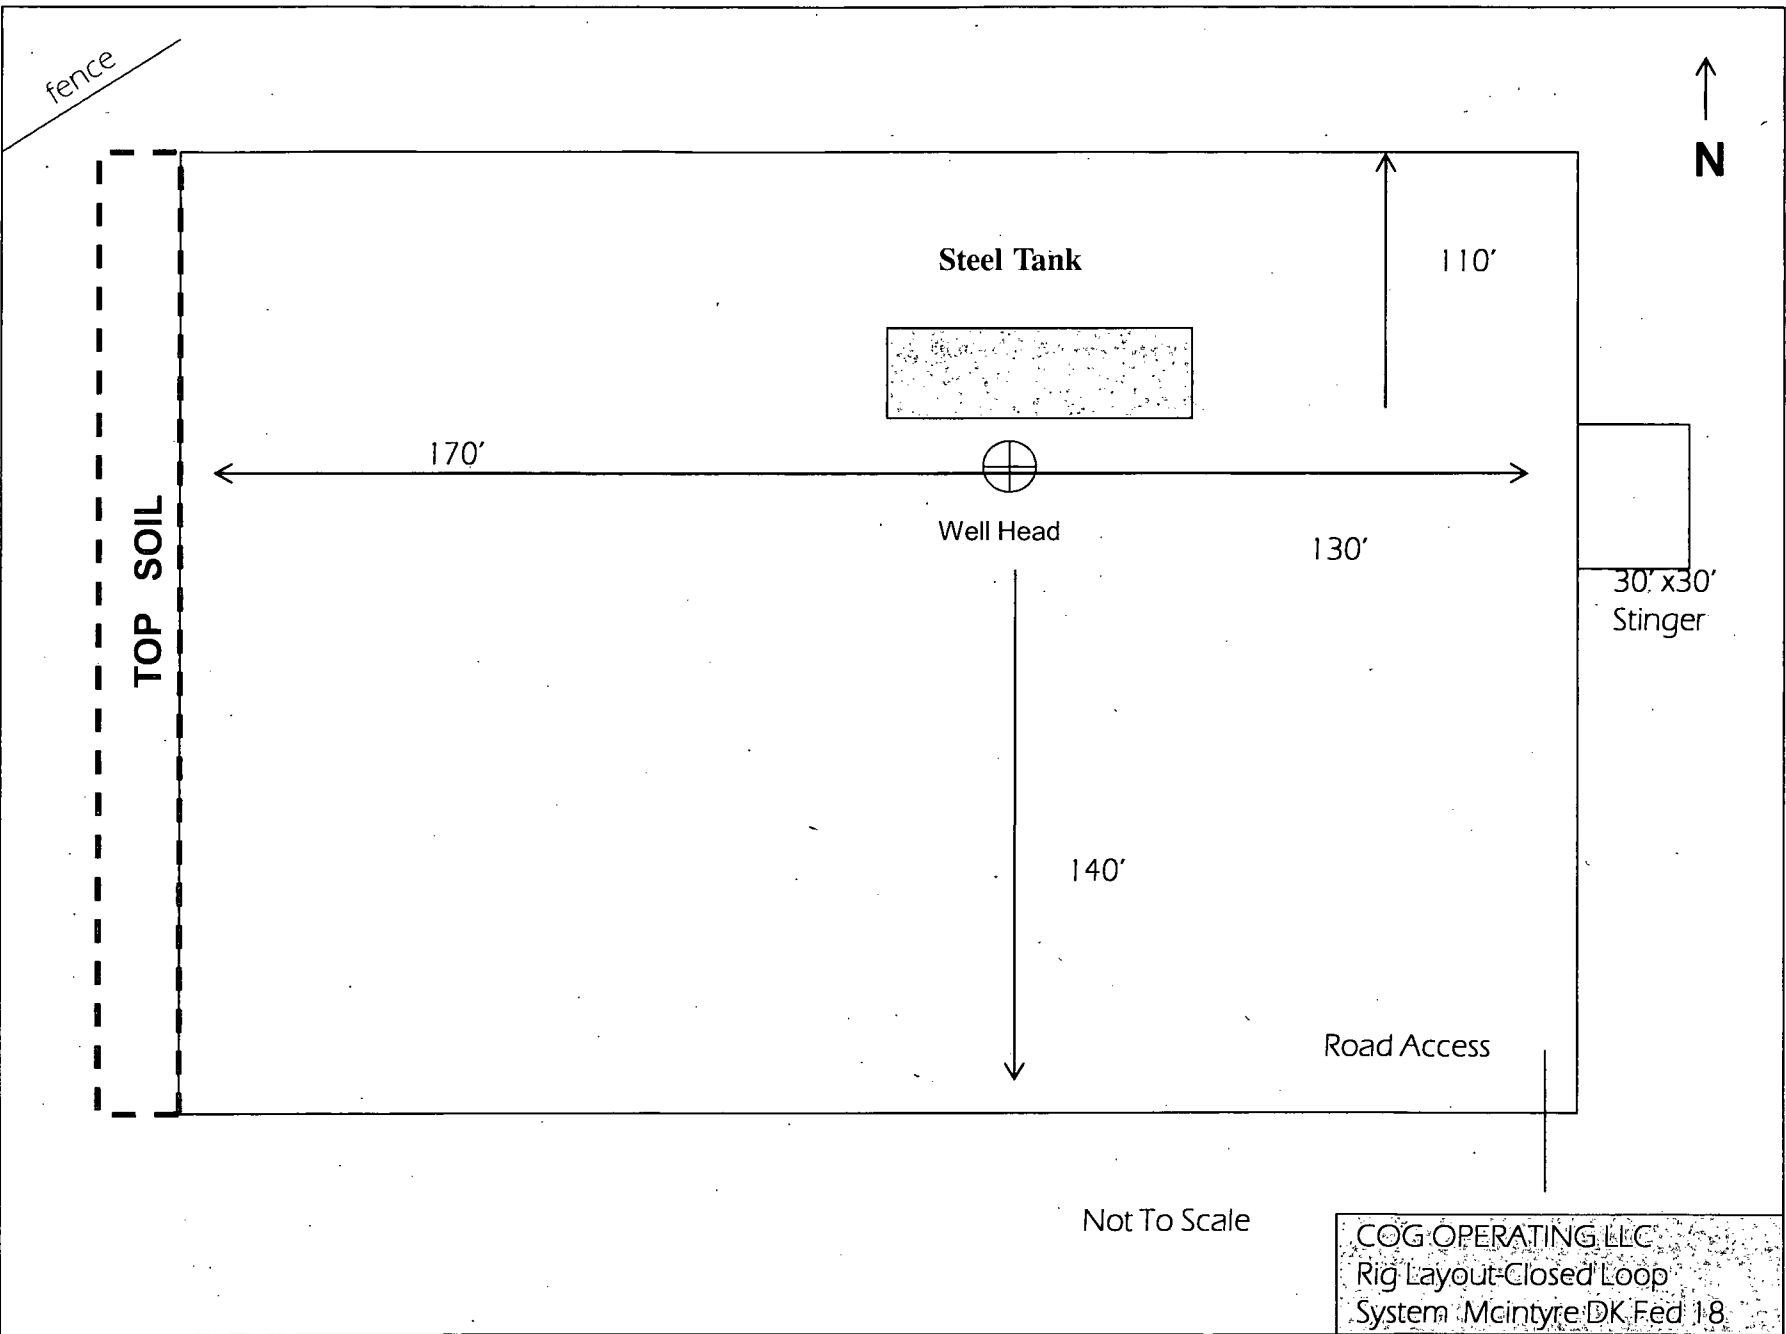 fence
N
Steel Tank
110'
170'
Well Head
130'
TOP SOIL
30' x30'
Stinger
140'
Road Access
Not To Scale
COG OPERATING LLC
Rig Layout-Closed Loop
System Mcintyre DK Fed 18